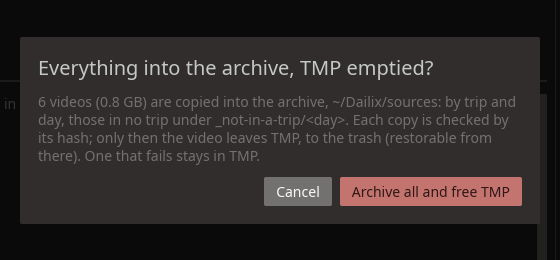 Everything into the archive, TMP emptied?
in
6 videos (0.8 GB) are copied into the archive, ~/Dailix/sources: by trip and
day, those in no trip under _not-in-a-trip/<day>. Each copy is checked by
its hash; only then the video leaves TMP, to the trash (restorable from
there). One that fails stays in TMP.
Cancel
Archive all and free TMP